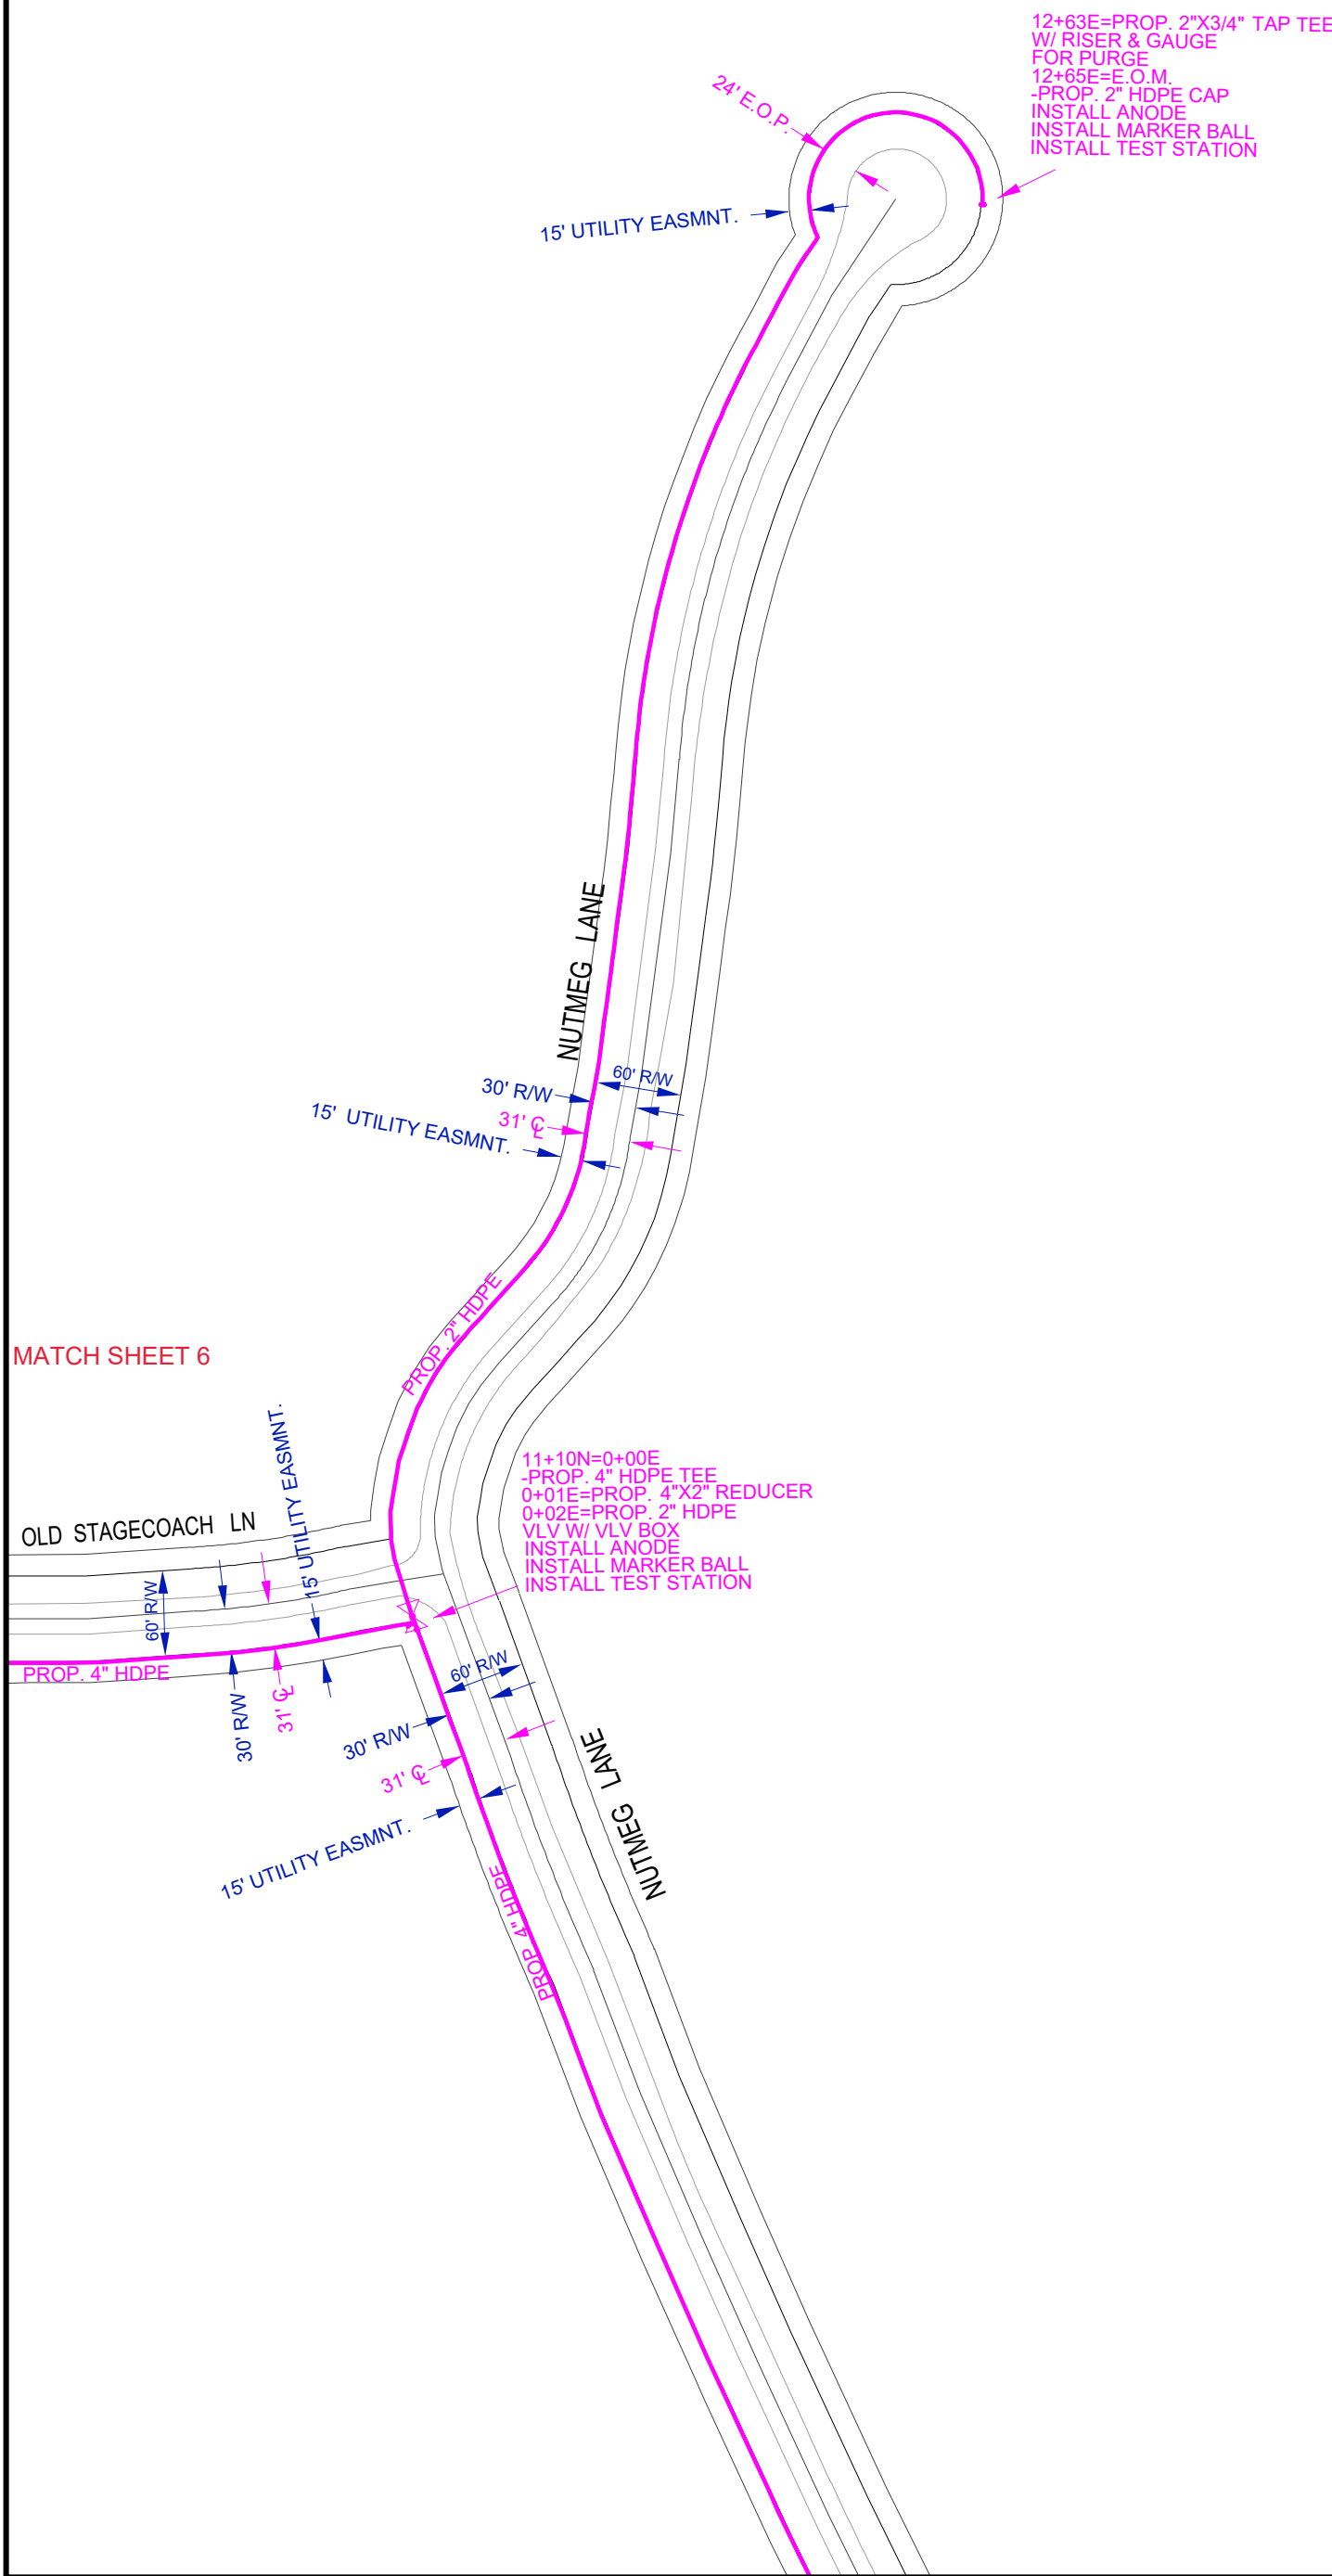 12+63E=PROP. 2"X3/4" TAP TEE
W/ RISER & GAUGE
FOR PURGE
12+65E=E.O.M.
-PROP. 2" HDPE CAP
INSTALL ANODE
INSTALL MARKER BALL
INSTALL TEST STATION
24' E.O.P.
15' UTILITY EASMNT.
NUTMEG LANE
60' R/W
30' R/W
31' ℄
15' UTILITY EASMNT.
PROP. 2" HDPE
MATCH SHEET 6
15' UTILITY EASMNT.
11+10N=0+00E
-PROP. 4" HDPE TEE
0+01E=PROP. 4"X2" REDUCER
0+02E=PROP. 2" HDPE
VLV W/ VLV BOX
INSTALL ANODE
INSTALL MARKER BALL
INSTALL TEST STATION
OLD STAGECOACH LN
60' R/W
PROP. 4" HDPE
30' R/W
31' ℄
60' R/W
30' R/W
31' ℄
15' UTILITY EASMNT.
NUTMEG LANE
PROP. 4" HDPE